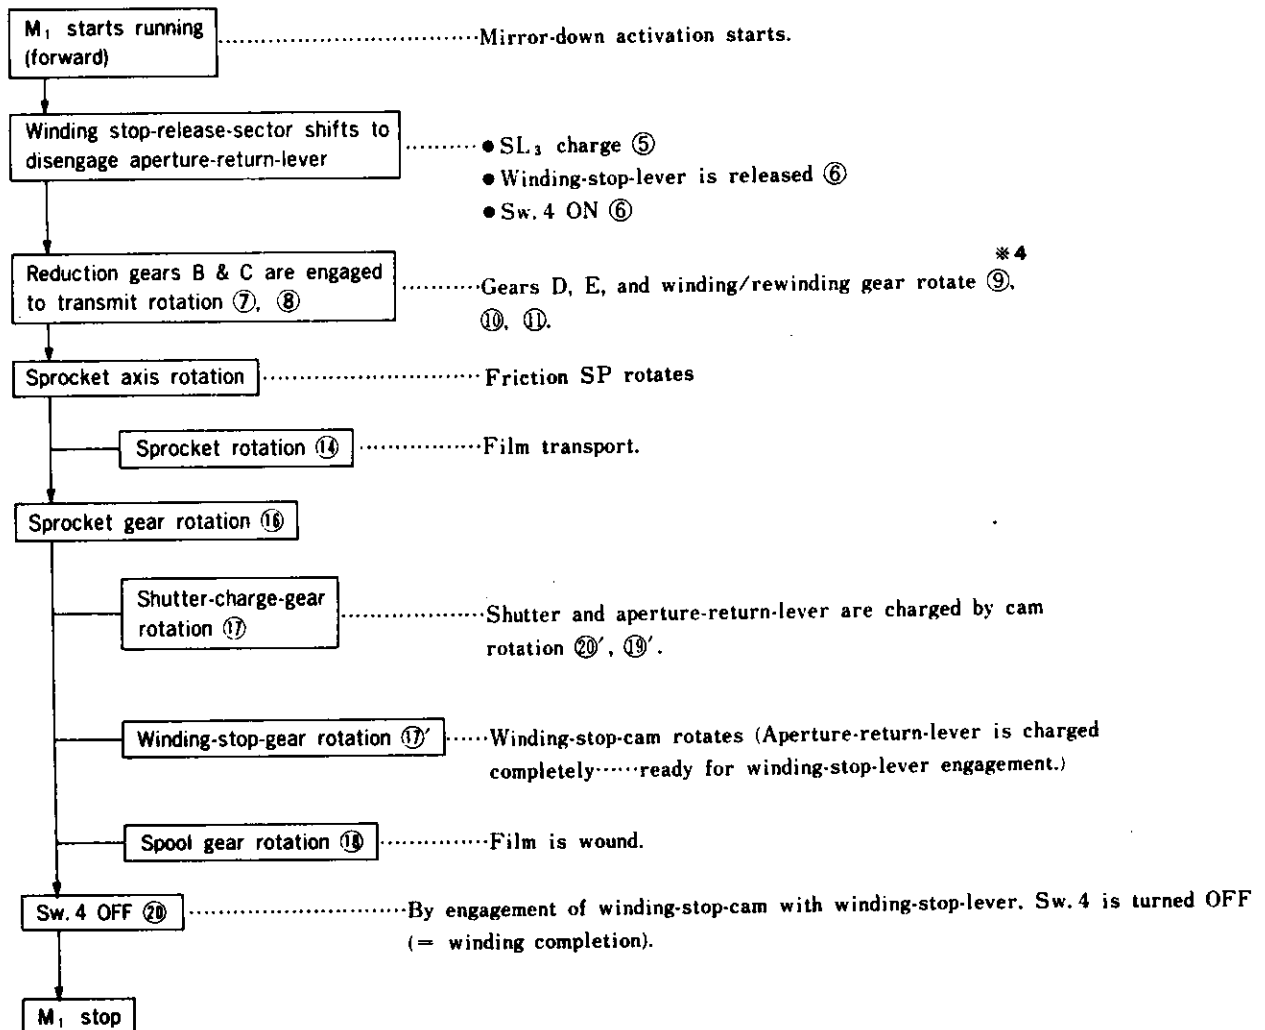 M₁ starts running
(forward)
Mirror-down activation starts.
Winding stop-release-sector shifts to
disengage aperture-return-lever
● SL₃ charge ⑤
● Winding-stop-lever is released ⑥
● Sw. 4 ON ⑥
※4
Reduction gears B & C are engaged
to transmit rotation ⑦, ⑧
Gears D, E, and winding/rewinding gear rotate ⑨,
⑩, ⑪.
Sprocket axis rotation
Friction SP rotates
Sprocket rotation ⑭
Film transport.
Sprocket gear rotation ⑯
Shutter-charge-gear
rotation ⑰
Shutter and aperture-return-lever are charged by cam
rotation ⑳′, ⑲′.
Winding-stop-gear rotation ⑰′
Winding-stop-cam rotates (Aperture-return-lever is charged
completely……ready for winding-stop-lever engagement.)
Spool gear rotation ⑱
Film is wound.
Sw. 4 OFF ⑳
By engagement of winding-stop-cam with winding-stop-lever. Sw. 4 is turned OFF
(= winding completion).
M₁ stop